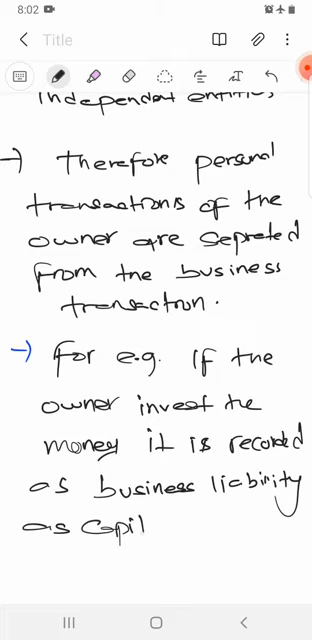 8:02
Title
independent entities
→ Therefore personal
transactions of the
owner are seprated
from the business
transaction.
→ For e.g. If the
owner invest the
money it is recorded
as business liability
as Capil